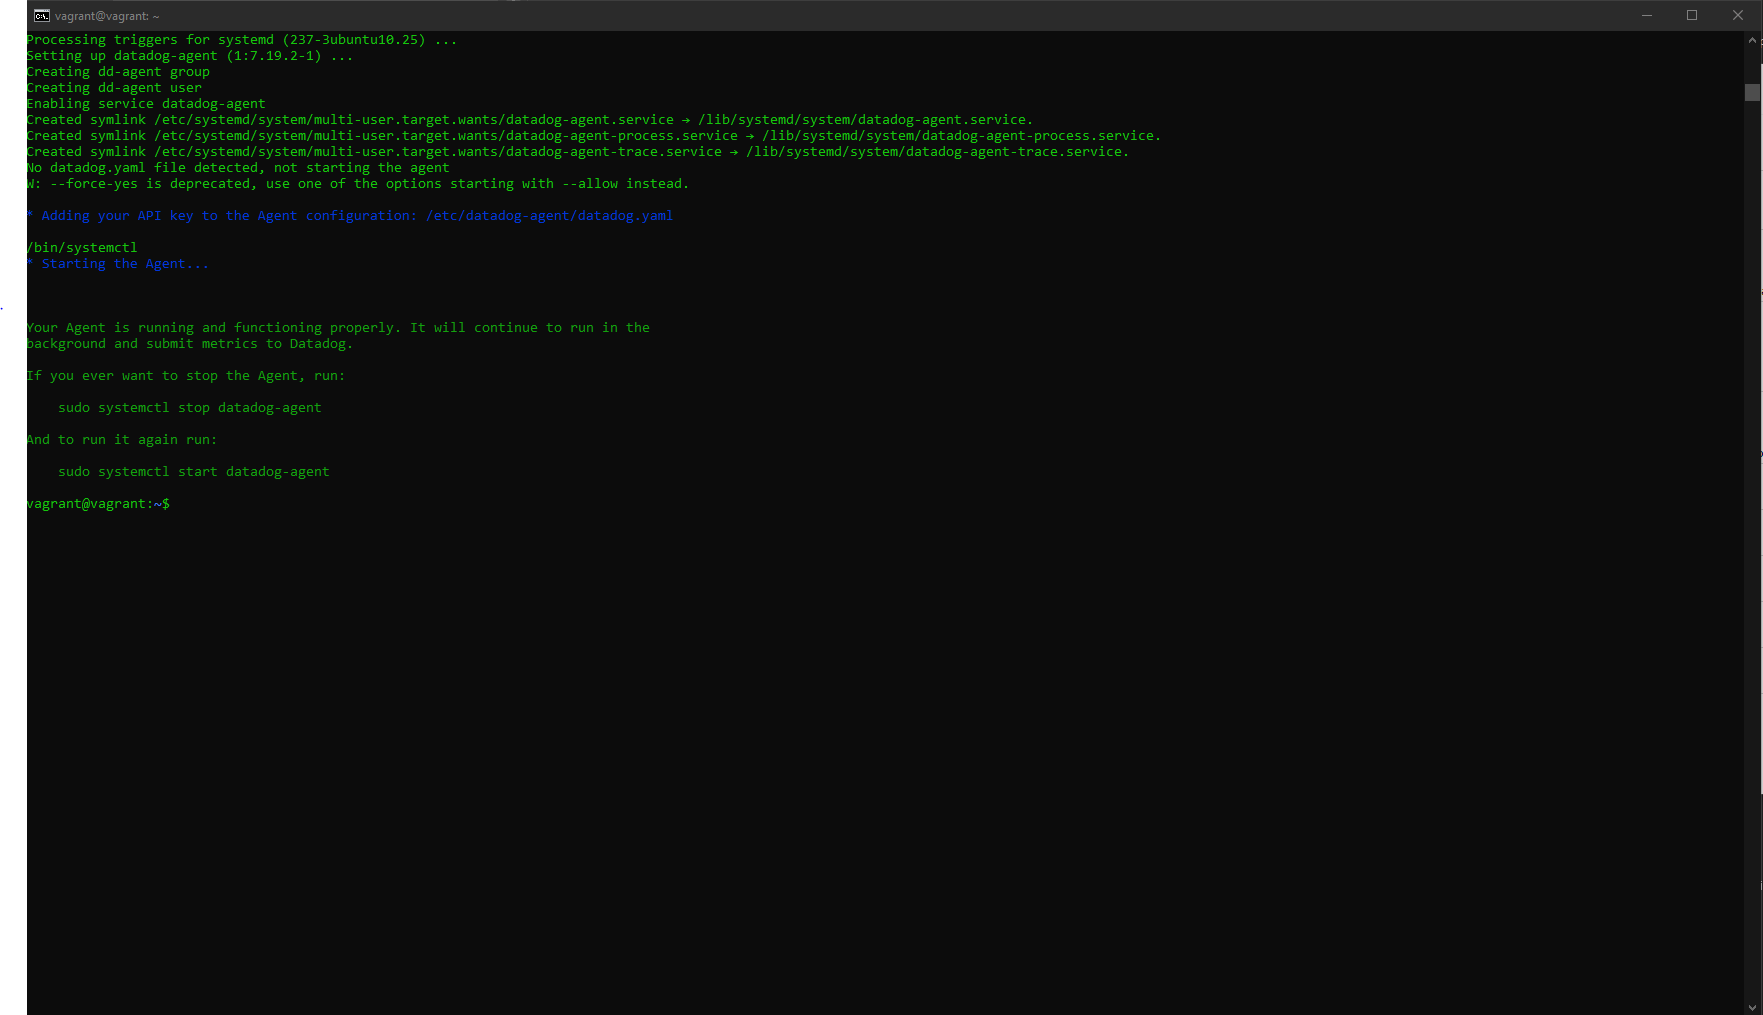 vagrant@vagrant: ~
Processing triggers for systemd (237-3ubuntu10.25) ...
Setting up datadog-agent (1:7.19.2-1) ...
Creating dd-agent group
Creating dd-agent user
Enabling service datadog-agent
Created symlink /etc/systemd/system/multi-user.target.wants/datadog-agent.service → /lib/systemd/system/datadog-agent.service.
Created symlink /etc/systemd/system/multi-user.target.wants/datadog-agent-process.service → /lib/systemd/system/datadog-agent-process.service.
Created symlink /etc/systemd/system/multi-user.target.wants/datadog-agent-trace.service → /lib/systemd/system/datadog-agent-trace.service.
No datadog.yaml file detected, not starting the agent
W: --force-yes is deprecated, use one of the options starting with --allow instead.
* Adding your API key to the Agent configuration: /etc/datadog-agent/datadog.yaml
/bin/systemctl
* Starting the Agent...
Your Agent is running and functioning properly. It will continue to run in the
background and submit metrics to Datadog.
If you ever want to stop the Agent, run:
sudo systemctl stop datadog-agent
And to run it again run:
sudo systemctl start datadog-agent
vagrant@vagrant:~$